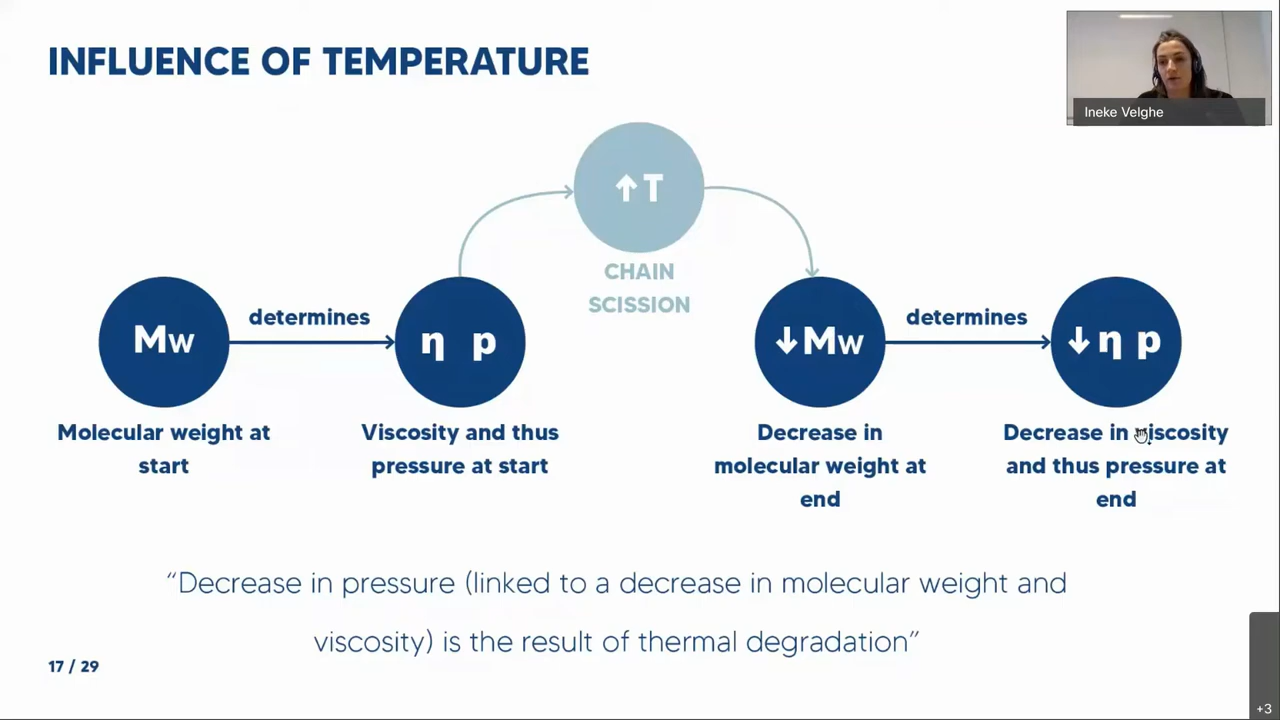 INFLUENCE OF TEMPERATURE
Ineke Velghe
↑T
CHAIN
SCISSION
Mw
determines
η p
↓Mw
determines
↓η p
Molecular weight at
start
Viscosity and thus
pressure at start
Decrease in
molecular weight at
end
Decrease in viscosity
and thus pressure at
end
“Decrease in pressure (linked to a decrease in molecular weight and
viscosity) is the result of thermal degradation”
17 / 29
+3